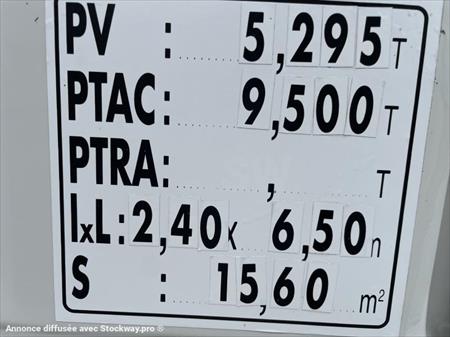 PV : 5,295 T
PTAC : 9,500 T
PTRA : , T
lxL : 2,40 x 6,50 m
S : 15,60 m²
Annonce diffusée avec Stockway.pro ®